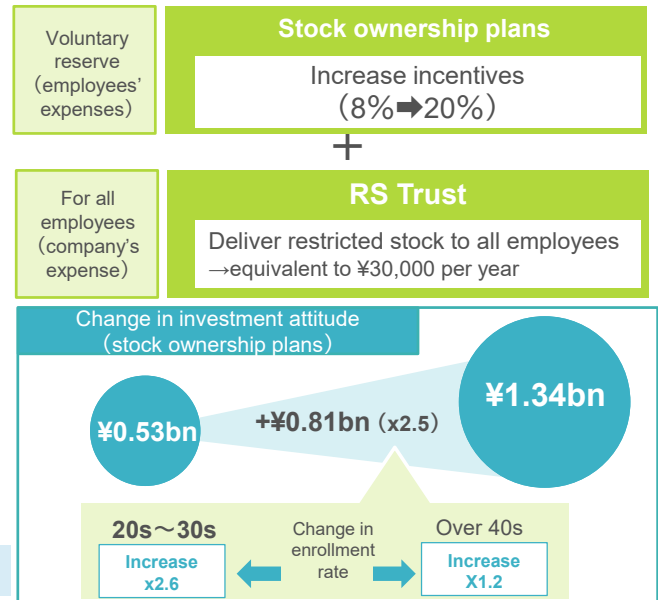 Voluntary
reserve
（employees'
expenses）
Stock ownership plans
Increase incentives
（8%➡20%）
+
For all
employees
（company's
expense）
RS Trust
Deliver restricted stock to all employees
→equivalent to ¥30,000 per year
Change in investment attitude
（stock ownership plans）
¥0.53bn
+¥0.81bn（x2.5）
¥1.34bn
20s～30s
Increase
x2.6
Change in
enrollment
rate
Over 40s
Increase
X1.2